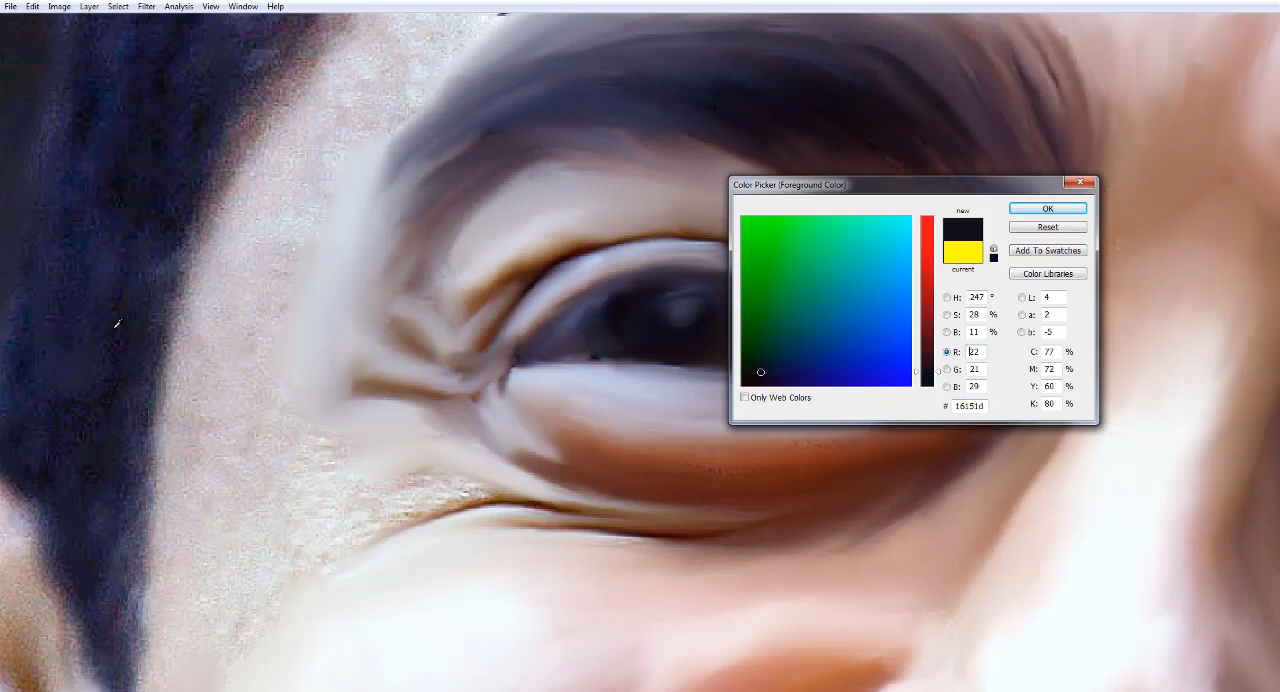 File Edit Image Layer Select Filter Analysis View Window Help
Color Picker (Foreground Color)
new
current
OK
Reset
Add To Swatches
Color Libraries
H: 247 °
S: 28 %
B: 11 %
R: 22
G: 21
B: 29
# 16151d
L: 4
a: 2
b: -5
C: 77 %
M: 72 %
Y: 60 %
K: 80 %
Only Web Colors